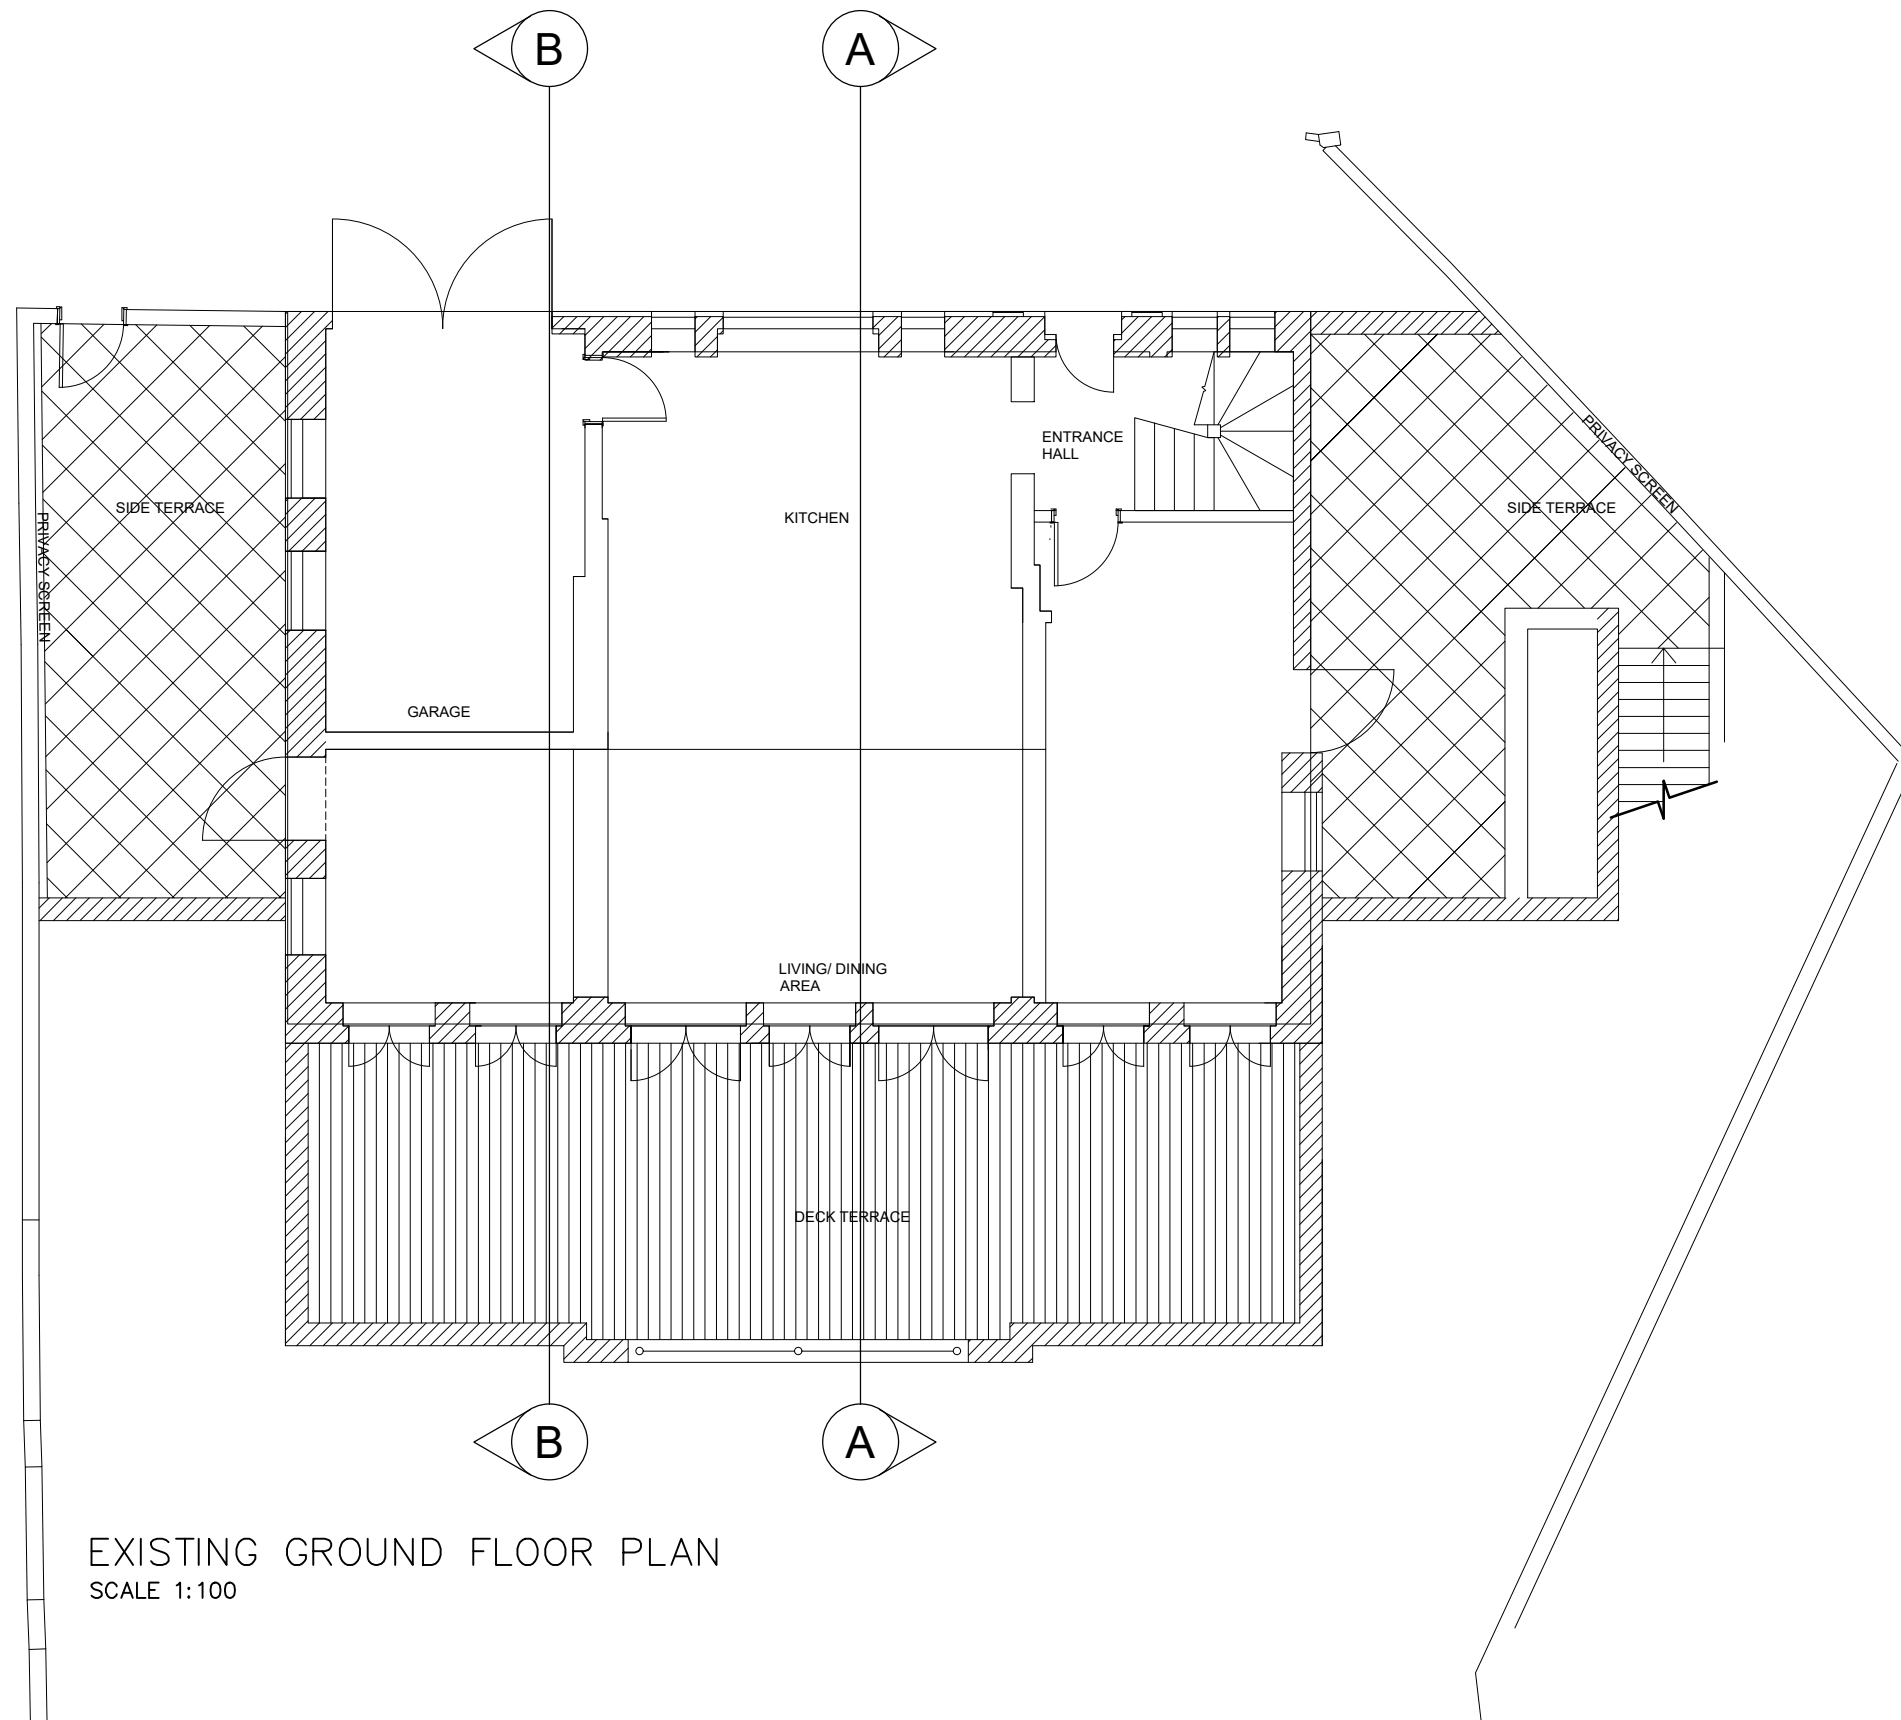 B
A
ENTRANCE
HALL
SIDE TERRACE
PRIVACY SCREEN
KITCHEN
PRIVACY SCREEN
SIDE TERRACE
GARAGE
LIVING/ DINING
AREA
DECK TERRACE
B
A
EXISTING GROUND FLOOR PLAN
SCALE 1:100